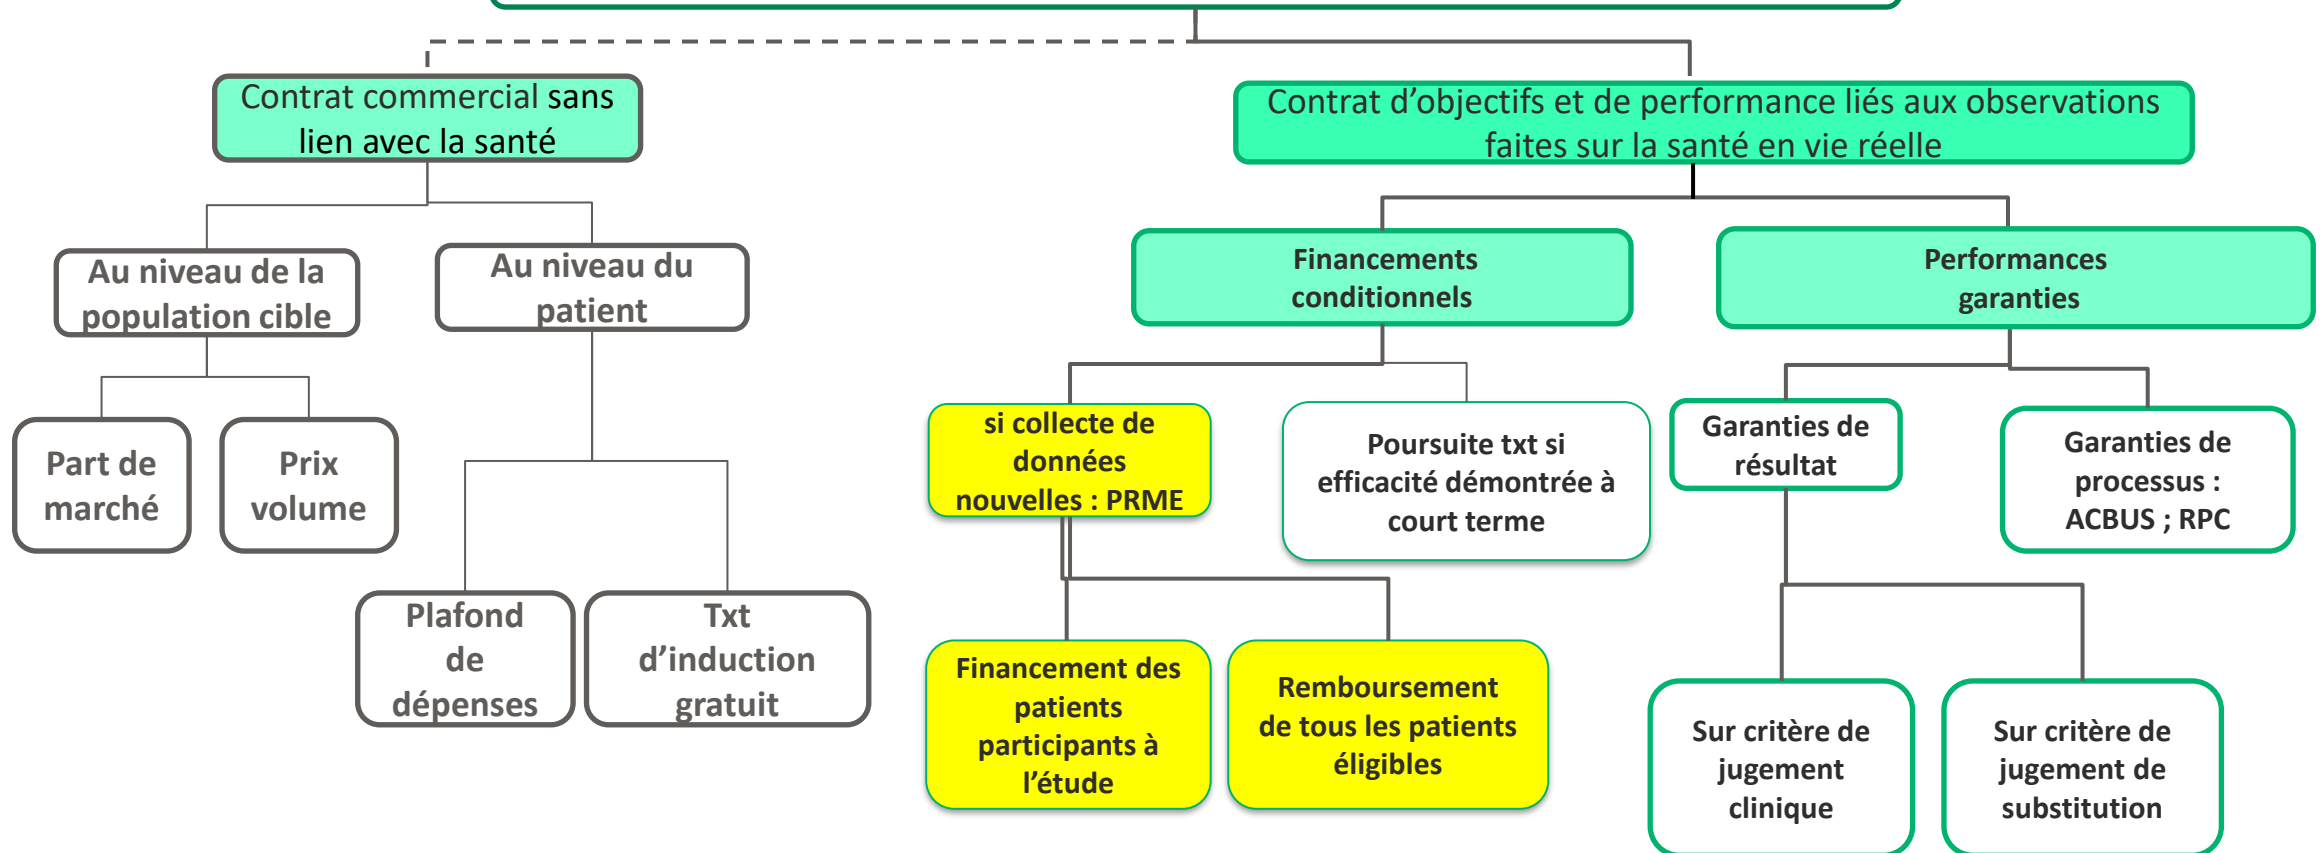 Contrat commercial sans
lien avec la santé
Contrat d’objectifs et de performance liés aux observations
faites sur la santé en vie réelle
Au niveau de la
population cible
Au niveau du
patient
Financements
conditionnels
Performances
garanties
Part de
marché
Prix
volume
si collecte de
données
nouvelles : PRME
Poursuite txt si
efficacité démontrée à
court terme
Garanties de
résultat
Garanties de
processus :
ACBUS ; RPC
Plafond
de
dépenses
Txt
d’induction
gratuit
Financement des
patients
participants à
l’étude
Remboursement
de tous les patients
éligibles
Sur critère de
jugement
clinique
Sur critère de
jugement de
substitution